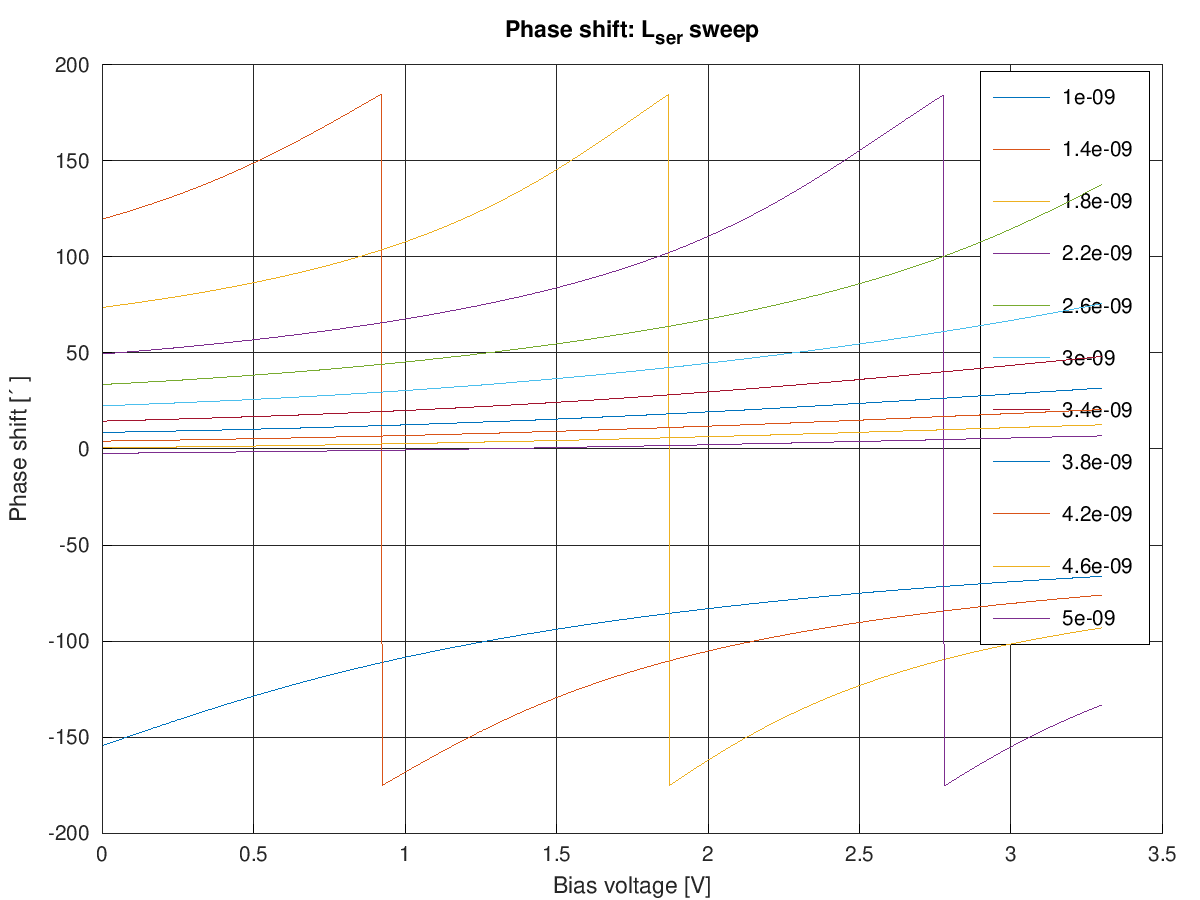 Phase shift: Lser sweep
200
150
100
50
0
-50
-100
-150
-200
Phase shift [´ ]
0
0.5
1
1.5
2
2.5
3
3.5
Bias voltage [V]
1e-09
1.4e-09
1.8e-09
2.2e-09
2.6e-09
3e-09
3.4e-09
3.8e-09
4.2e-09
4.6e-09
5e-09